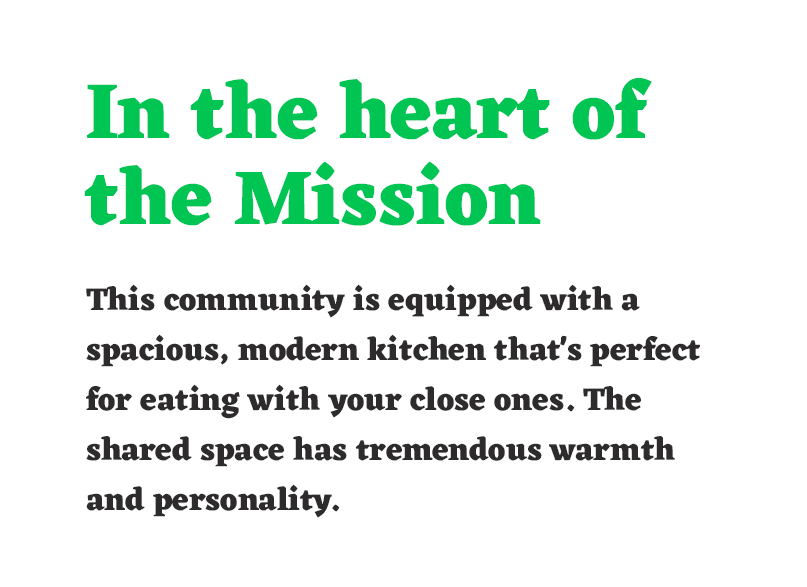 In the heart of
the Mission
This community is equipped with a
spacious, modern kitchen that's perfect
for eating with your close ones. The
shared space has tremendous warmth
and personality.